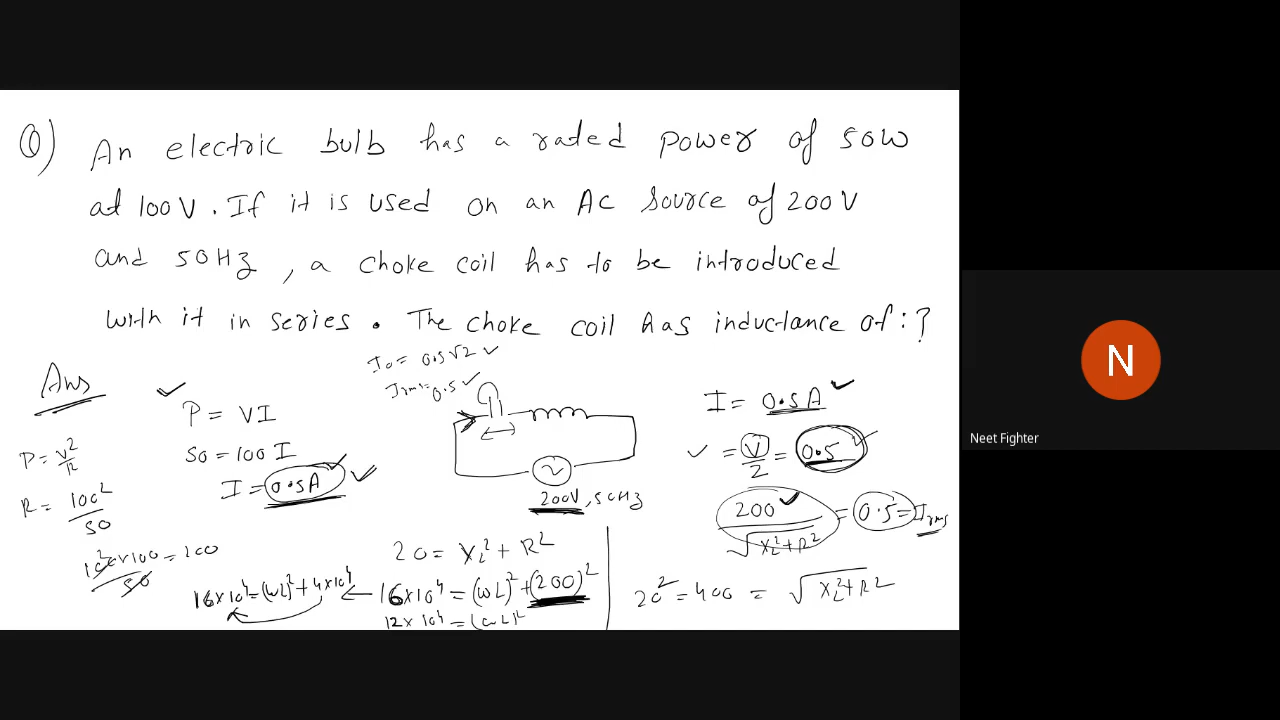 Q) An electric bulb has a rated power of 50W
at 100V. If it is used on an AC source of 200V
and 50HZ, a choke coil has to be introduced
with it in series. The choke coil has inductance of:?
Ans
P = VI
50 = 100 I
I = 0.5A
P = V²/R
R = 100²/50
= 200
I₀ = 0.5√2
Irms = 0.5
200V, 50HZ
I = 0.5A
= V/Z = 0.5
200/√(XL²+R²) = 0.5 = Irms
20² = 400 = √(XL²+R²)
20 = XL² + R²
16×10⁴ = (ωL)² + (200)²
16×10⁴ = (ωL)² + 4×10⁴
12×10⁴ = (ωL)²
N
Neet Fighter